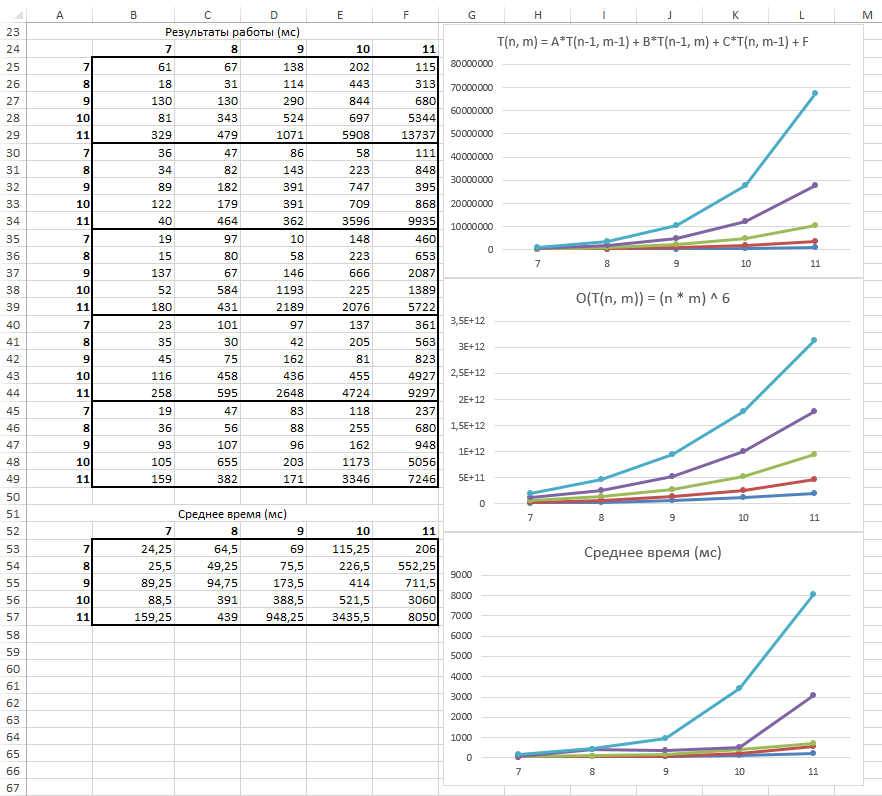 A B C D E F G H I J K L M
23 Результаты работы (мс)
24 7 8 9 10 11
25 7 61 67 138 202 115
26 8 18 31 114 443 313
27 9 130 130 290 844 680
28 10 81 343 524 697 5344
29 11 329 479 1071 5908 13737
30 7 36 47 86 58 111
31 8 34 82 143 223 848
32 9 89 182 391 747 395
33 10 122 179 391 709 868
34 11 40 464 362 3596 9935
35 7 19 97 10 148 460
36 8 15 80 58 223 653
37 9 137 67 146 666 2087
38 10 52 584 1193 225 1389
39 11 180 431 2189 2076 5722
40 7 23 101 97 137 361
41 8 35 30 42 205 563
42 9 45 75 162 81 823
43 10 116 458 436 455 4927
44 11 258 595 2648 4724 9297
45 7 19 47 83 118 237
46 8 36 56 88 255 680
47 9 93 107 96 162 948
48 10 105 655 203 1173 5056
49 11 159 382 171 3346 7246
50
51 Среднее время (мс)
52 7 8 9 10 11
53 7 24,25 64,5 69 115,25 206
54 8 25,5 49,25 75,5 226,5 552,25
55 9 89,25 94,75 173,5 414 711,5
56 10 88,5 391 388,5 521,5 3060
57 11 159,25 439 948,25 3435,5 8050
58
59
60
61
62
63
64
65
66
67
T(n, m) = A*T(n-1, m-1) + B*T(n-1, m) + C*T(n, m-1) + F
80000000
70000000
60000000
50000000
40000000
30000000
20000000
10000000
0
7 8 9 10 11
O(T(n, m)) = (n * m) ^ 6
3,5E+12
3E+12
2,5E+12
2E+12
1,5E+12
1E+12
5E+11
0
7 8 9 10 11
Среднее время (мс)
9000
8000
7000
6000
5000
4000
3000
2000
1000
0
7 8 9 10 11